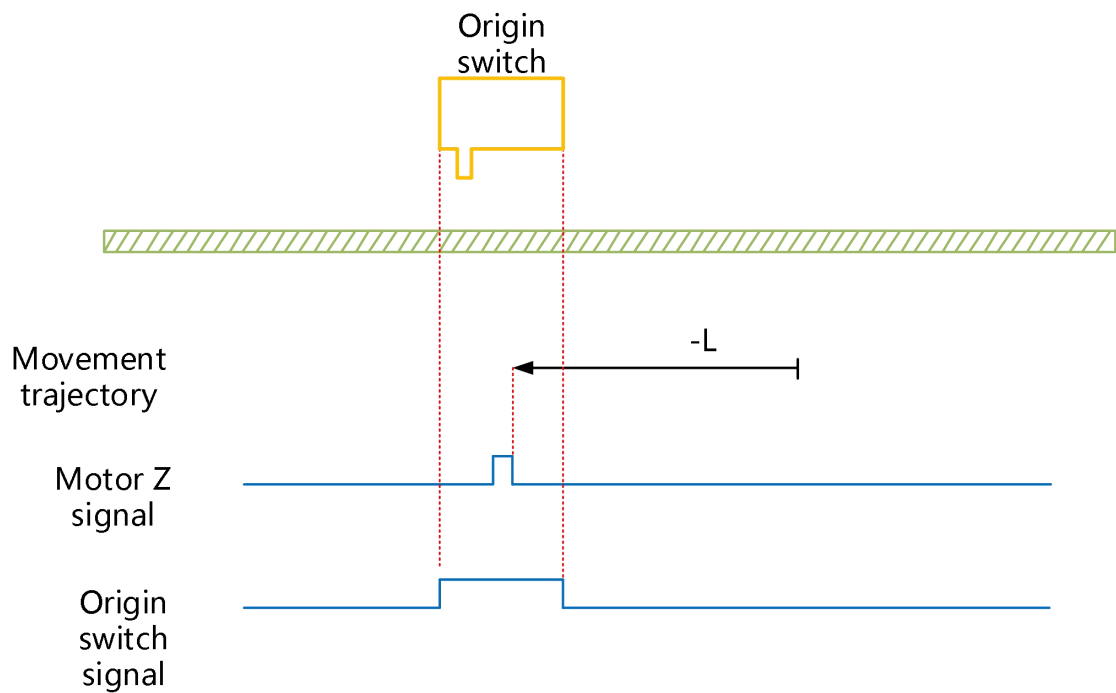 Origin
switch
-L
Movement
trajectory
Motor Z
signal
Origin
switch
signal